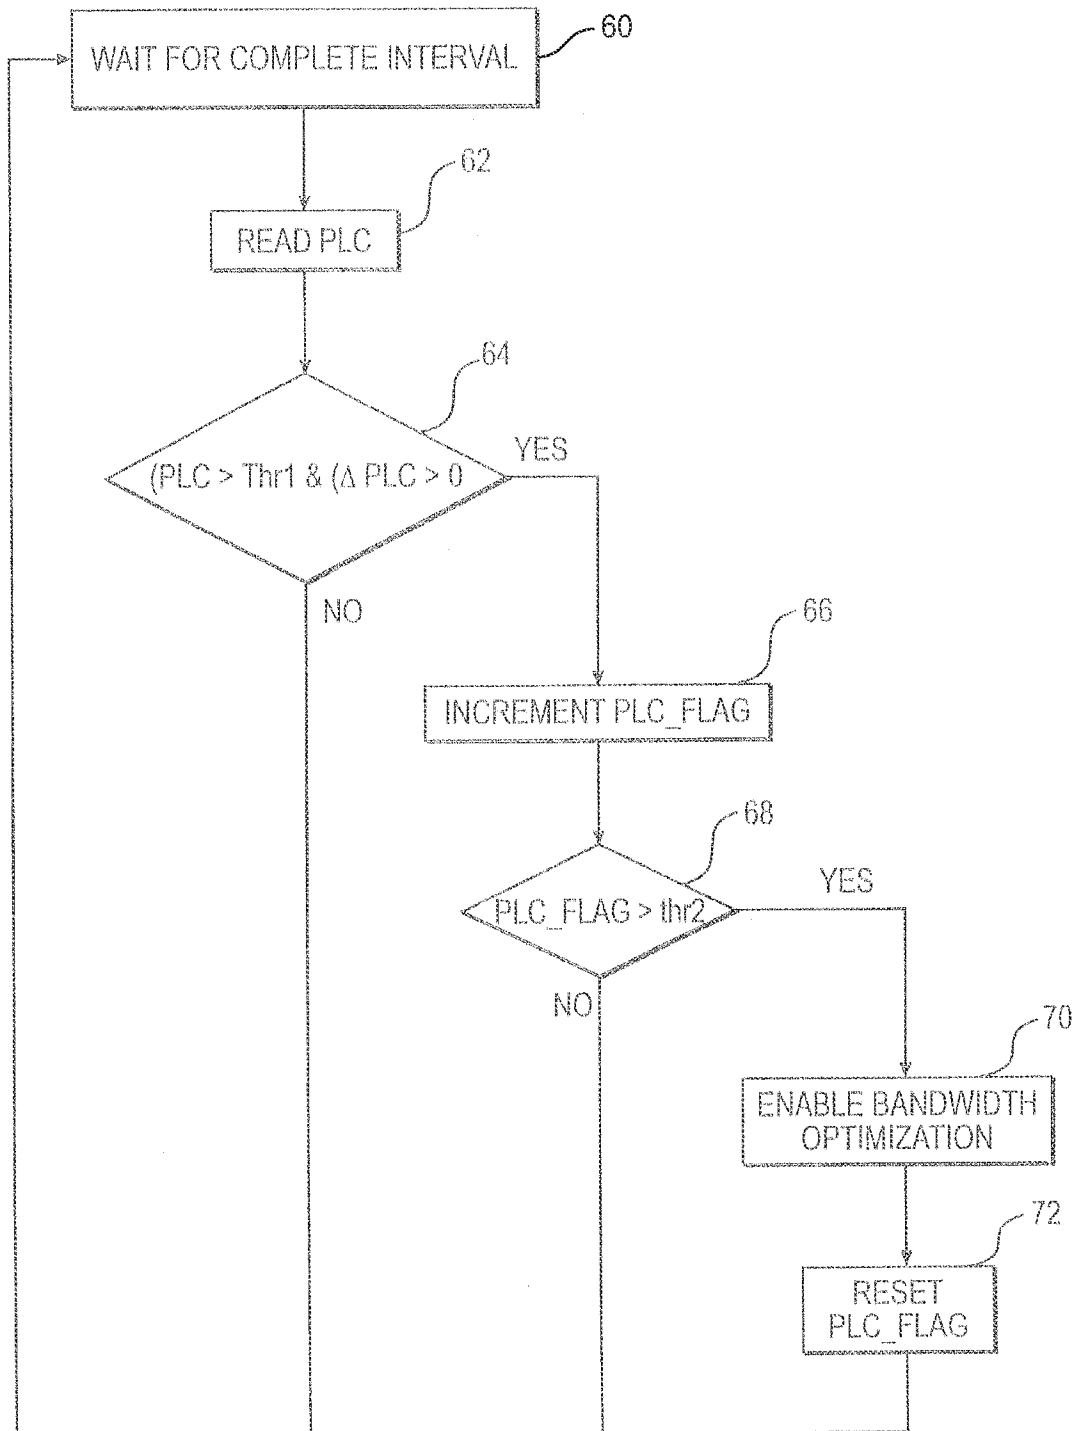 60
WAIT FOR COMPLETE INTERVAL
62
READ PLC
64
(PLC > Thr1 & (Δ PLC > 0
YES
NO
66
INCREMENT PLC_FLAG
68
PLC_FLAG > thr2
YES
NO
70
ENABLE BANDWIDTH
OPTIMIZATION
72
RESET
PLC_FLAG